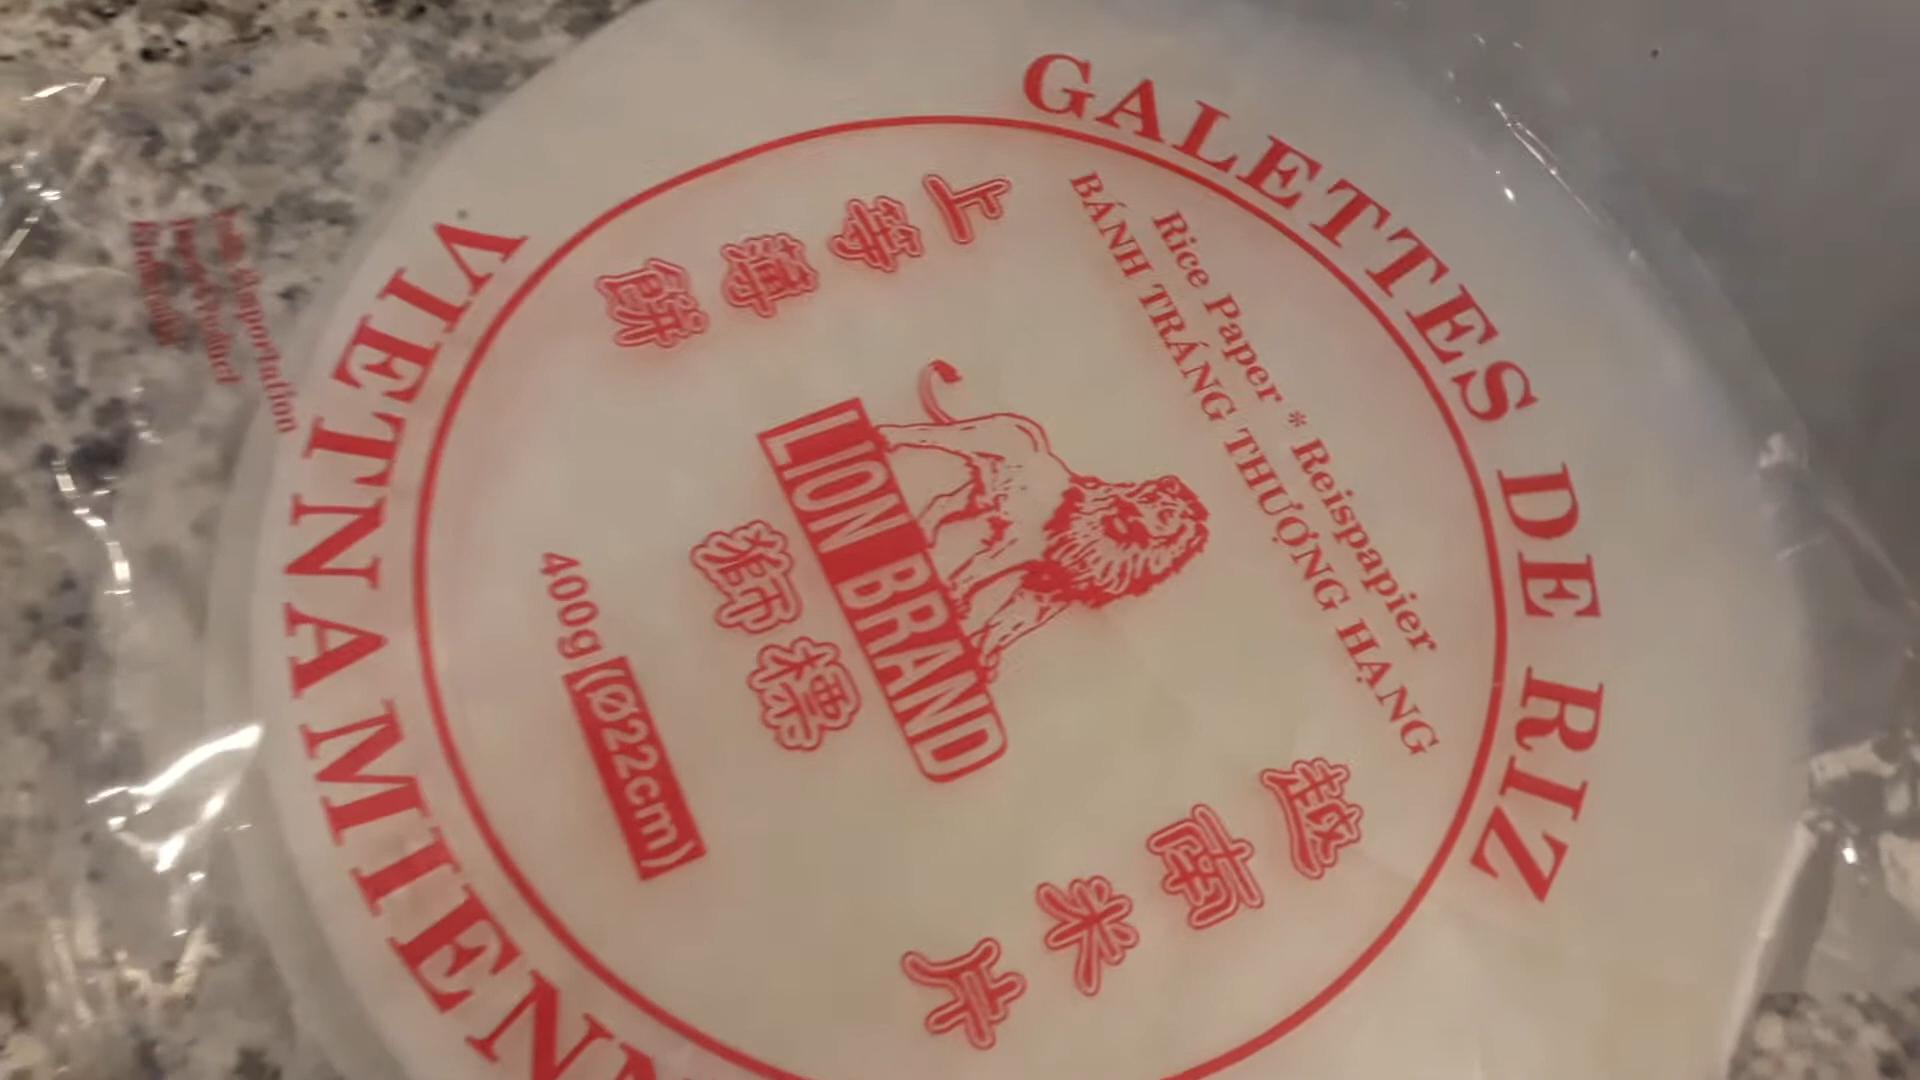 GALETTES DE RIZ
Rice Paper * Reispapier
BÁNH TRÁNG THƯỢNG HẠNG
越南米片
上等薄餅
LION BRAND
獅標
400g (Ø22cm)
VIETNAMIENN